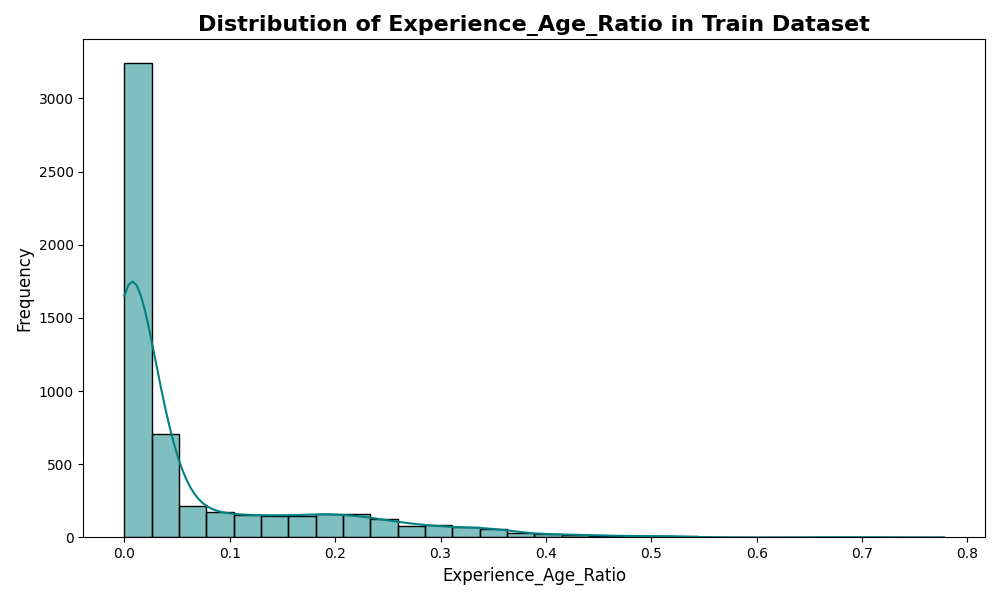 Distribution of Experience_Age_Ratio in Train Dataset
Frequency
3000
2500
2000
1500
1000
500
0
0.0 0.1 0.2 0.3 0.4 0.5 0.6 0.7 0.8
Experience_Age_Ratio